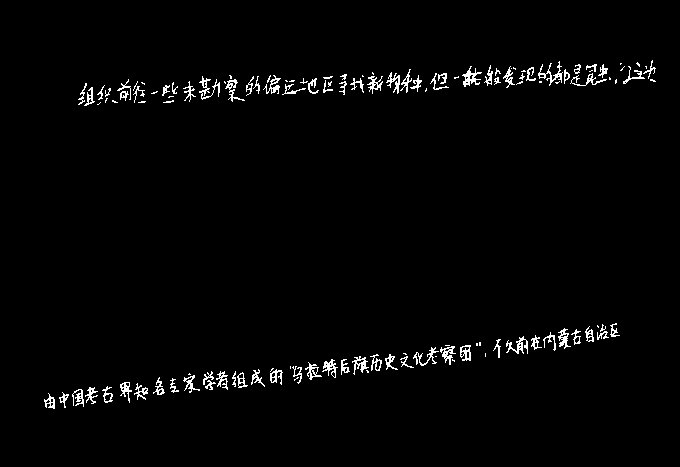 组织前往一些未勘察的偏远地区寻找新物种,但一般般发现的都是昆虫,这次
由中国考古界知名专家学者组成的"乌拉特后旗历史文化考察团",不久前在内蒙古自治区